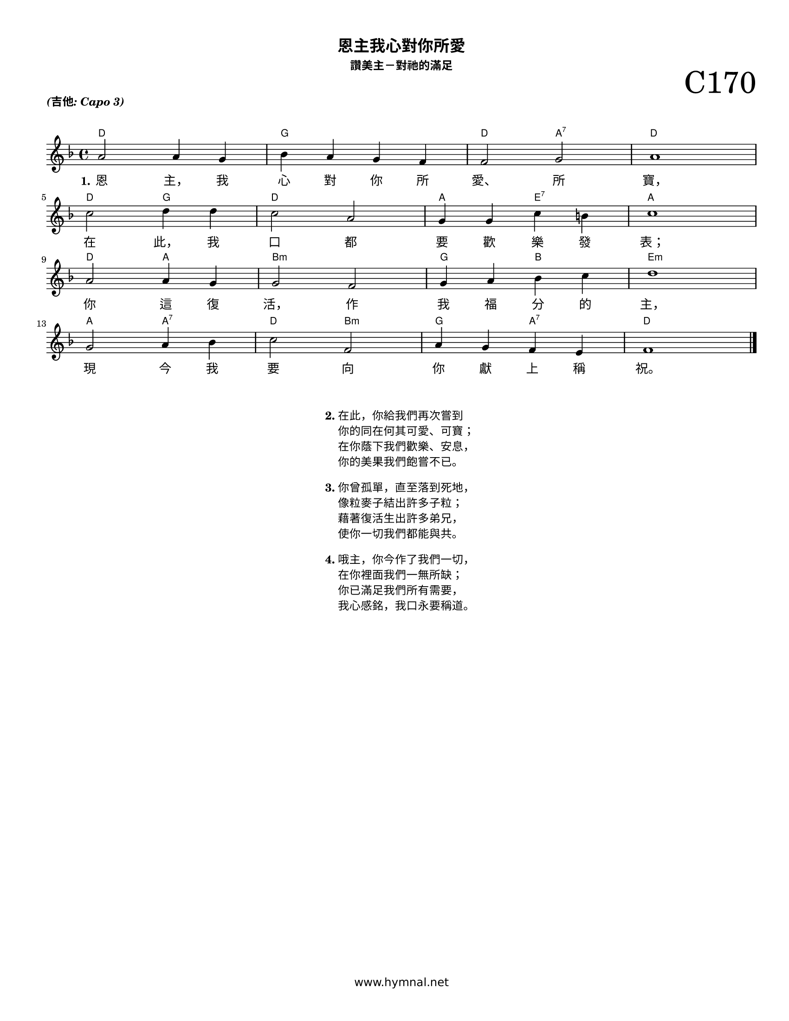 恩主我心對你所愛
讚美主－對祂的滿足
C170
(吉他: Capo 3)
D G D A7 D
1. 恩 主， 我 心 對 你 所 愛、 所 寶，
5 D G D A E7 A
在 此， 我 口 都 要 歡 樂 發 表；
9 D A Bm G B Em
你 這 復 活， 作 我 福 分 的 主，
13 A A7 D Bm G A7 D
現 今 我 要 向 你 獻 上 稱 祝。
2. 在此，你給我們再次嘗到
你的同在何其可愛、可寶；
在你蔭下我們歡樂、安息，
你的美果我們飽嘗不已。
3. 你曾孤單，直至落到死地，
像粒麥子結出許多子粒；
藉著復活生出許多弟兄，
使你一切我們都能與共。
4. 哦主，你今作了我們一切，
在你裡面我們一無所缺；
你已滿足我們所有需要，
我心感銘，我口永要稱道。
www.hymnal.net